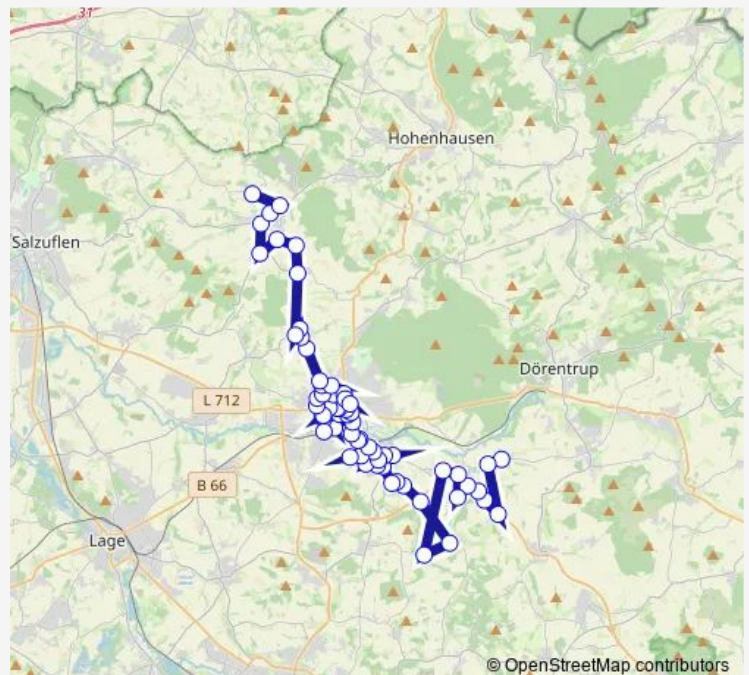 31
Hohenhausen
Salzuflen
Dörentrup
L 712
B 66
Lage
© OpenStreetMap contributors